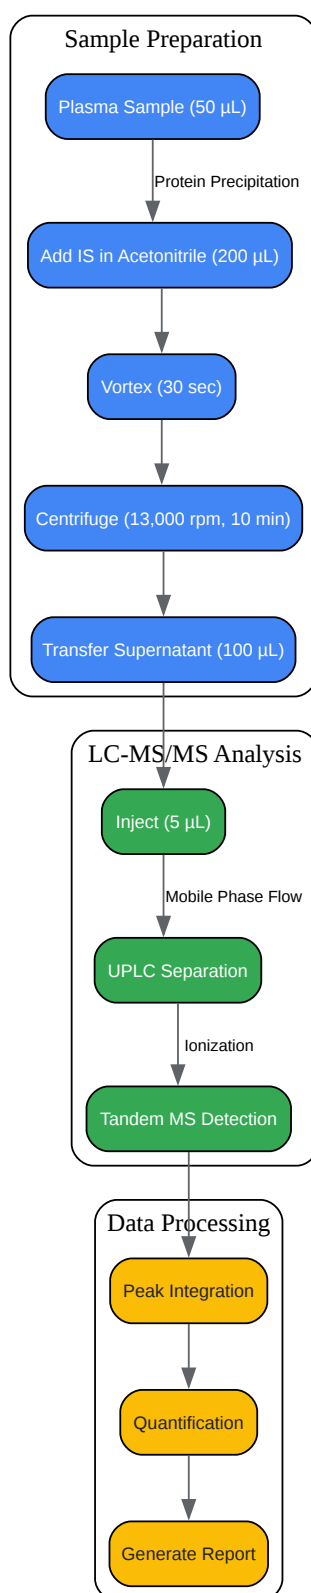 Sample Preparation
Plasma Sample (50 µL)
Protein Precipitation
Add IS in Acetonitrile (200 µL)
Vortex (30 sec)
Centrifuge (13,000 rpm, 10 min)
Transfer Supernatant (100 µL)
LC-MS/MS Analysis
Inject (5 µL)
Mobile Phase Flow
UPLC Separation
Ionization
Tandem MS Detection
Data Processing
Peak Integration
Quantification
Generate Report